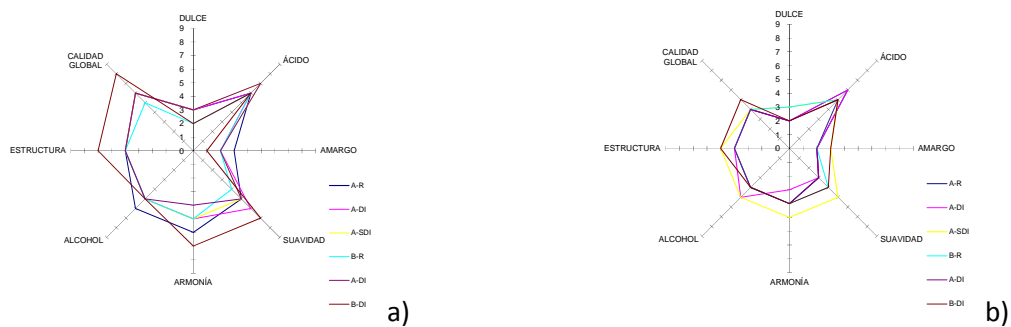 DULCE
9
8
7
6
5
4
3
2
1
0
ÁCIDO
AMARGO
SUAVIDAD
ARMONÍA
ALCOHOL
ESTRUCTURA
CALIDAD
GLOBAL
A-R
A-DI
A-SDI
B-R
A-DI
B-DI
a)
DULCE
9
8
7
6
5
4
3
2
1
0
ÁCIDO
AMARGO
SUAVIDAD
ARMONÍA
ALCOHOL
ESTRUCTURA
CALIDAD
GLOBAL
A-R
A-DI
A-SDI
B-R
A-DI
B-DI
b)